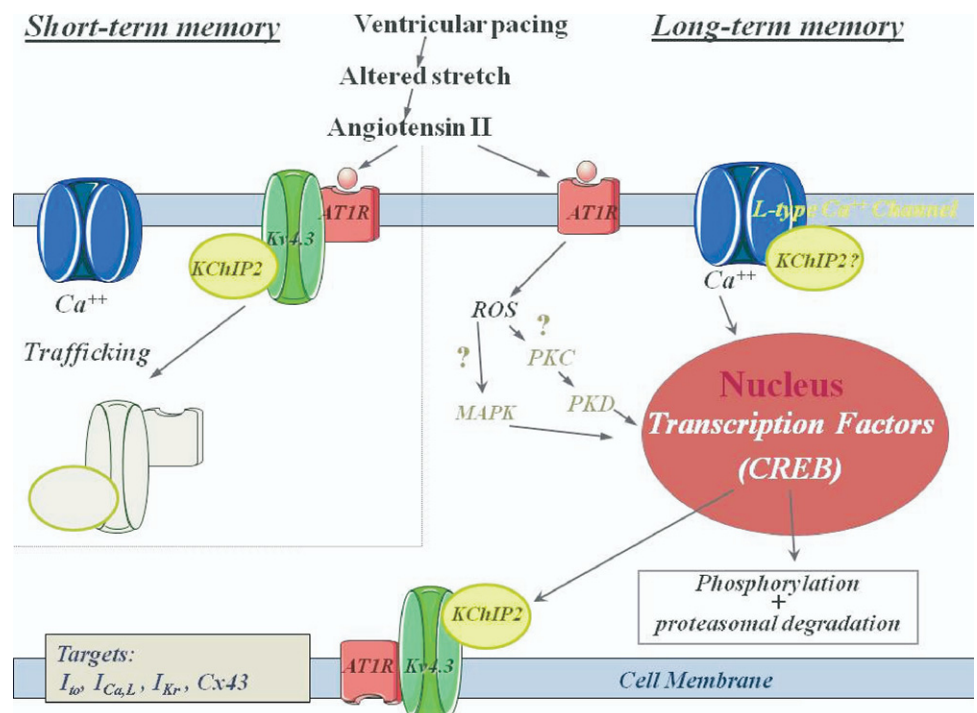 Short-term memory
Ventricular pacing
Long-term memory
Altered stretch
Angiotensin II
AT1R
Kv4.3
KChIP2
Ca++
Trafficking
AT1R
L-type Ca++ Channel
KChIP2?
Ca++
ROS
?
?
PKC
MAPK
PKD
Nucleus
Transcription Factors
(CREB)
Phosphorylation
+
proteasomal degradation
KChIP2
AT1R
Kv4.3
Targets:
Ito, ICa,L, IKr, Cx43
Cell Membrane